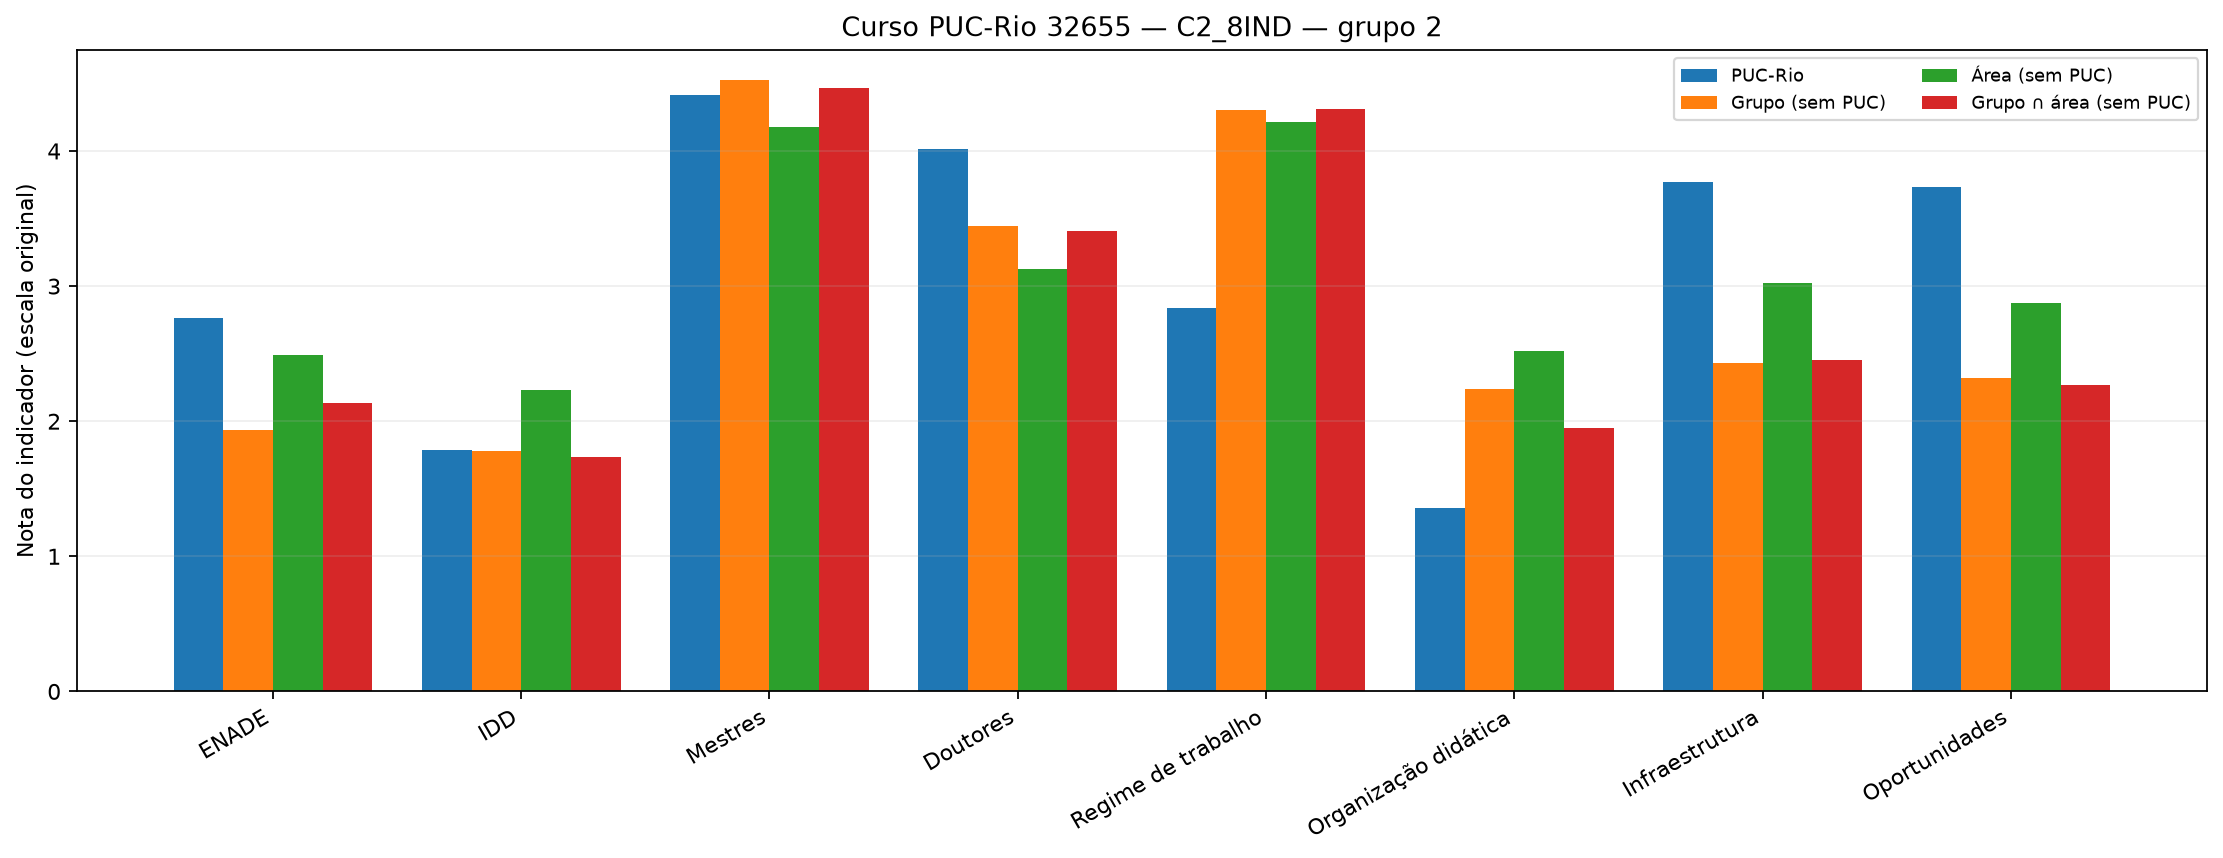 Curso PUC-Rio 32655 — C2_8IND — grupo 2
PUC-Rio
Grupo (sem PUC)
Área (sem PUC)
Grupo ∩ área (sem PUC)
Nota do indicador (escala original)
4
3
2
1
0
ENADE
IDD
Mestres
Doutores
Regime de trabalho
Organização didática
Infraestrutura
Oportunidades